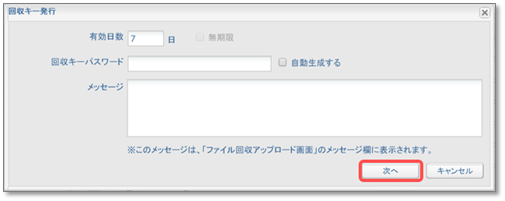 回収キー発行
有効日数 7 日 無期限
回収キーパスワード 自動生成する
メッセージ
※このメッセージは、「ファイル回収アップロード画面」のメッセージ欄に表示されます。
次へ キャンセル